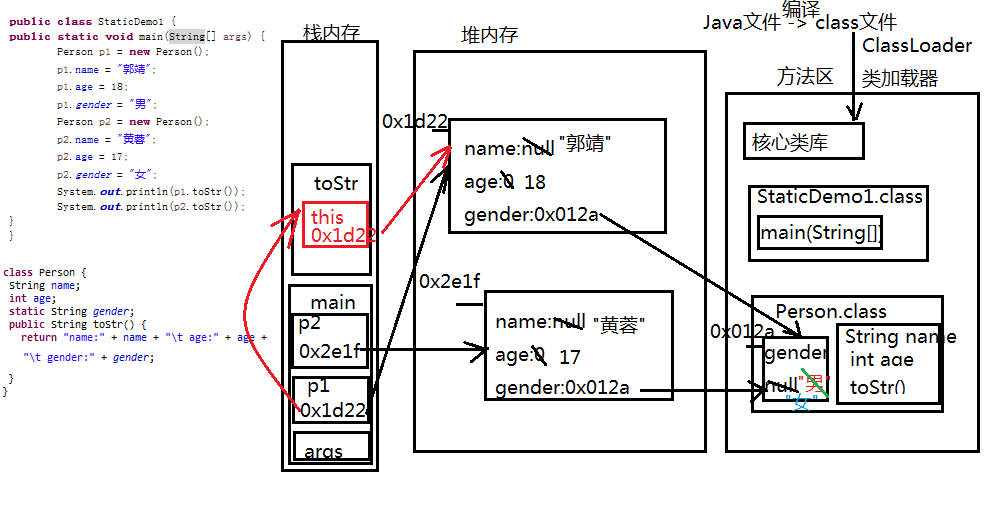 public class StaticDemo1 {
public static void main(String[] args) {
Person p1 = new Person();
p1.name = "郭靖";
p1.age = 18;
p1.gender = "男";
Person p2 = new Person();
p2.name = "黄蓉";
p2.age = 17;
p2.gender = "女";
System.out.println(p1.toStr());
System.out.println(p2.toStr());
}
}
class Person {
String name;
int age;
static String gender;
public String toStr() {
return "name:" + name + "\t age:" + age +
"\t gender:" + gender;
}
}
栈内存
toStr
this
0x1d22
main
p2
0x2e1f
p1
0x1d22
args
堆内存
0x1d22
name:null "郭靖"
age:0 18
gender:0x012a
0x2e1f
name:null "黄蓉"
age:0 17
gender:0x012a
编译
Java文件 -> class文件
ClassLoader
方法区 类加载器
核心类库
StaticDemo1.class
main(String[])
Person.class
0x012a
gender
null "男"
"女"
String name
int age
toStr()